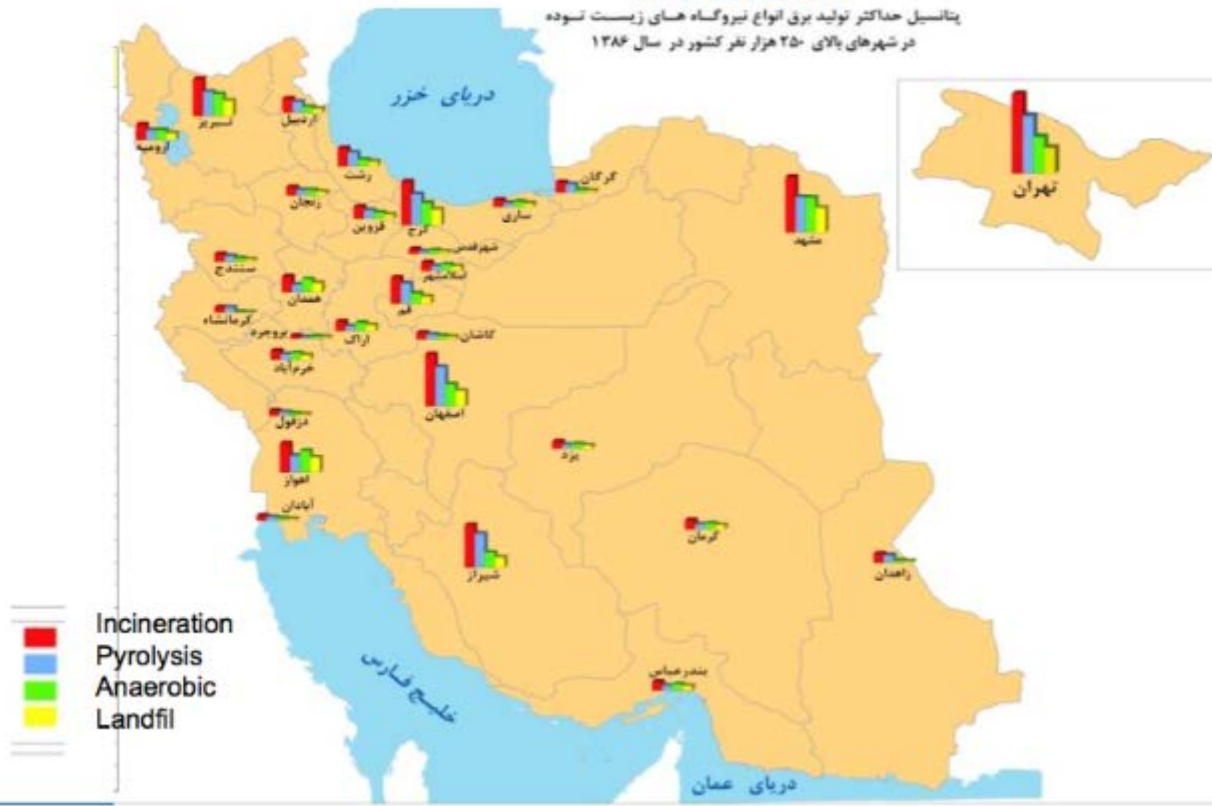 پتانسیل حداکثر تولید برق انواع نیروگاه های زیست توده
در شهرهای بالای ۲۵۰ هزار نفر کشور در سال ۱۳۸۶
دریای خزر
تبریز
اردبیل
ارومیه
رشت
گرگان
زنجان
قزوین
کرج
ساری
مشهد
تهران
شهرقدس
اسلامشهر
سنندج
همدان
قم
کرمانشاه
بروجرد
اراک
کاشان
خرم‌آباد
اصفهان
دزفول
یزد
اهواز
آبادان
شیراز
کرمان
زاهدان
Incineration
Pyrolysis
Anaerobic
Landfil
خلیج فارس
بندرعباس
دریای عمان